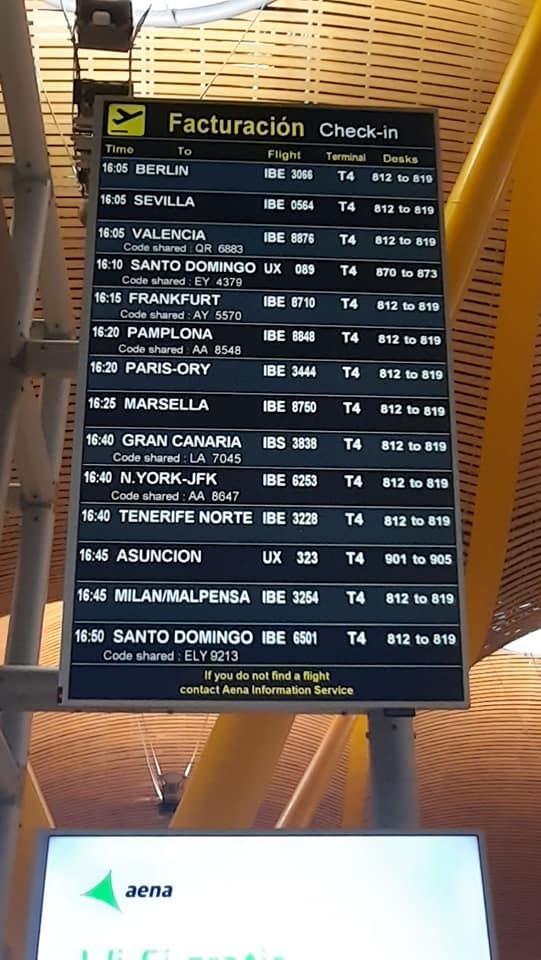 Facturación Check-in
Time To Flight Terminal Desks
16:05 BERLIN IBE 3066 T4 812 to 819
16:05 SEVILLA IBE 0564 T4 812 to 819
16:05 VALENCIA IBE 8876 T4 812 to 819
Code shared : QR 6883
16:10 SANTO DOMINGO UX 089 T4 870 to 873
Code shared : EY 4379
16:15 FRANKFURT IBE 8710 T4 812 to 819
Code shared : AY 5570
16:20 PAMPLONA IBE 8848 T4 812 to 819
Code shared : AA 8548
16:20 PARIS-ORY IBE 3444 T4 812 to 819
16:25 MARSELLA IBE 8750 T4 812 to 819
16:40 GRAN CANARIA IBS 3838 T4 812 to 819
Code shared : LA 7045
16:40 N.YORK-JFK IBE 6253 T4 812 to 819
Code shared : AA 8647
16:40 TENERIFE NORTE IBE 3228 T4 812 to 819
16:45 ASUNCION UX 323 T4 901 to 905
16:45 MILAN/MALPENSA IBE 3254 T4 812 to 819
16:50 SANTO DOMINGO IBE 6501 T4 812 to 819
Code shared : ELY 9213
If you do not find a flight
contact Aena Information Service
aena